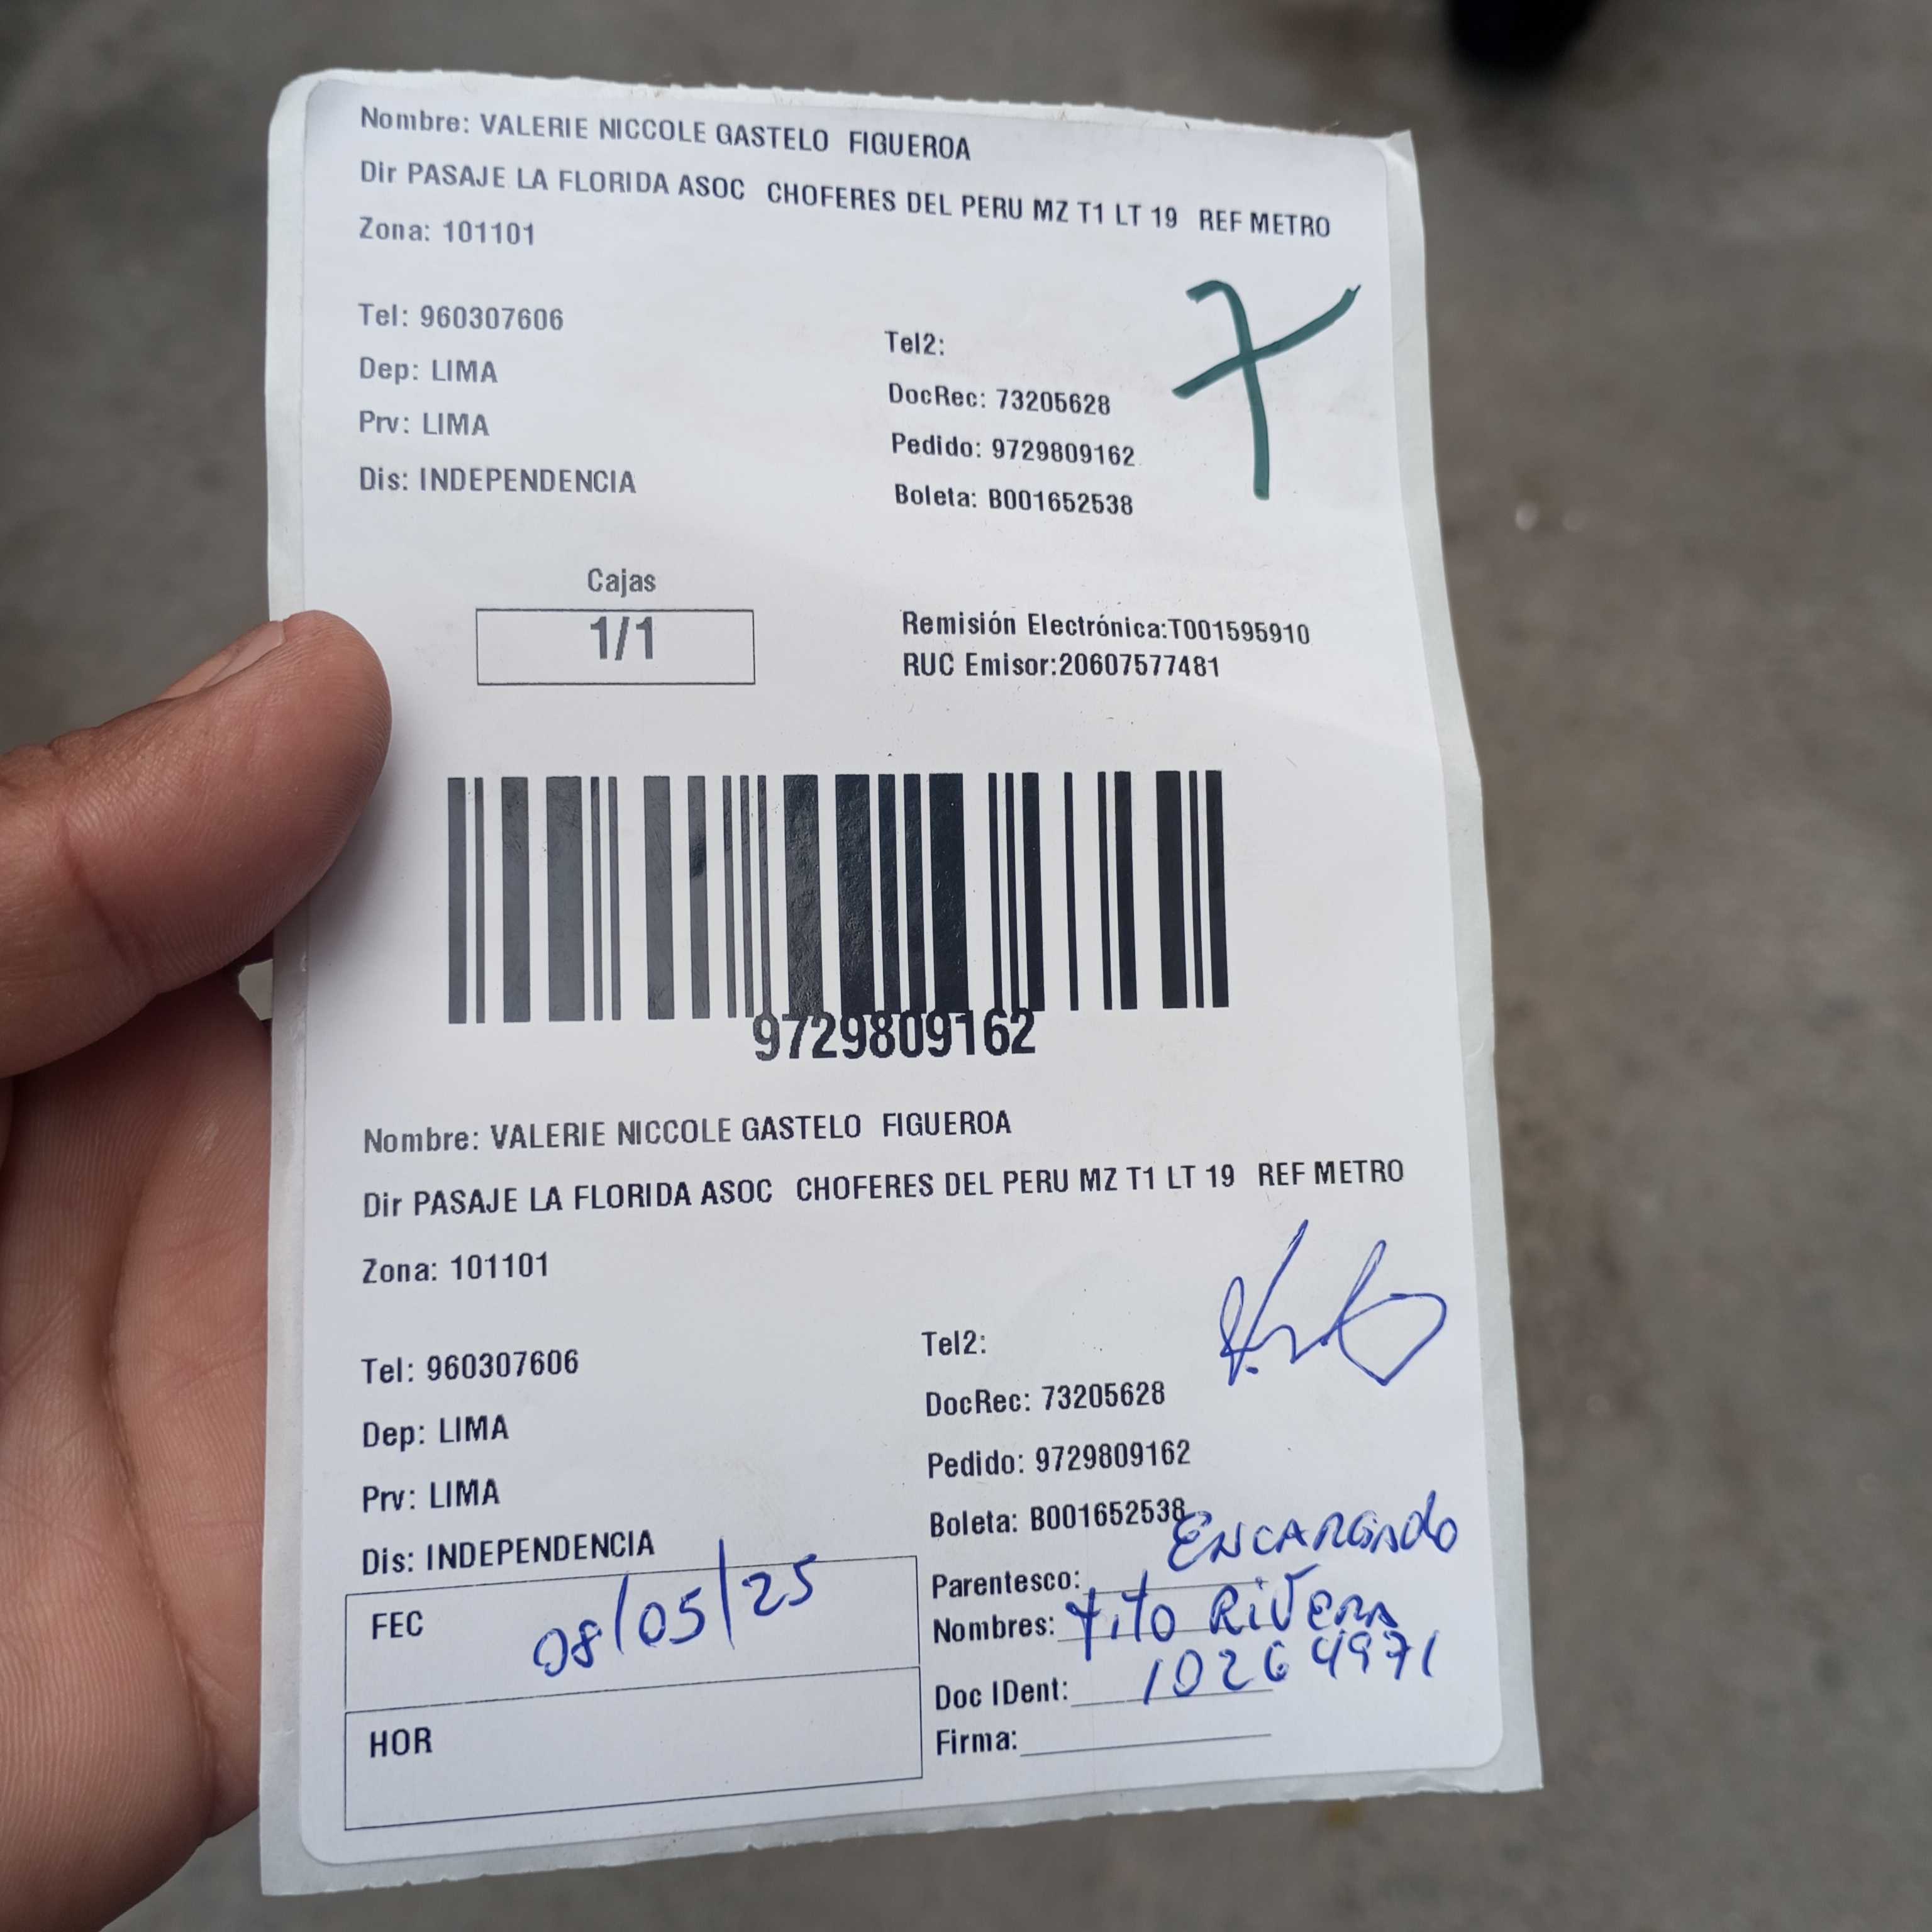 Nombre: VALERIE NICCOLE GASTELO FIGUEROA
Dir PASAJE LA FLORIDA ASOC CHOFERES DEL PERU MZ T1 LT 19 REF METRO
Zona: 101101
7
Tel: 960307606
Tel2:
Dep: LIMA
DocRec: 73205628
Prv: LIMA
Pedido: 9729809162
Dis: INDEPENDENCIA
Boleta: B001652538
Cajas
1/1
Remisión Electrónica:T001595910
RUC Emisor:20607577481
9729809162
Nombre: VALERIE NICCOLE GASTELO FIGUEROA
Dir PASAJE LA FLORIDA ASOC CHOFERES DEL PERU MZ T1 LT 19 REF METRO
Zona: 101101
Tel: 960307606
Tel2:
Dep: LIMA
DocRec: 73205628
Prv: LIMA
Pedido: 9729809162
Dis: INDEPENDENCIA
Boleta: B001652538
FEC 08/05/25
HOR
Parentesco: ENCARGADO
Nombres: Tito RIVERA
Doc IDent: 10264971
Firma: